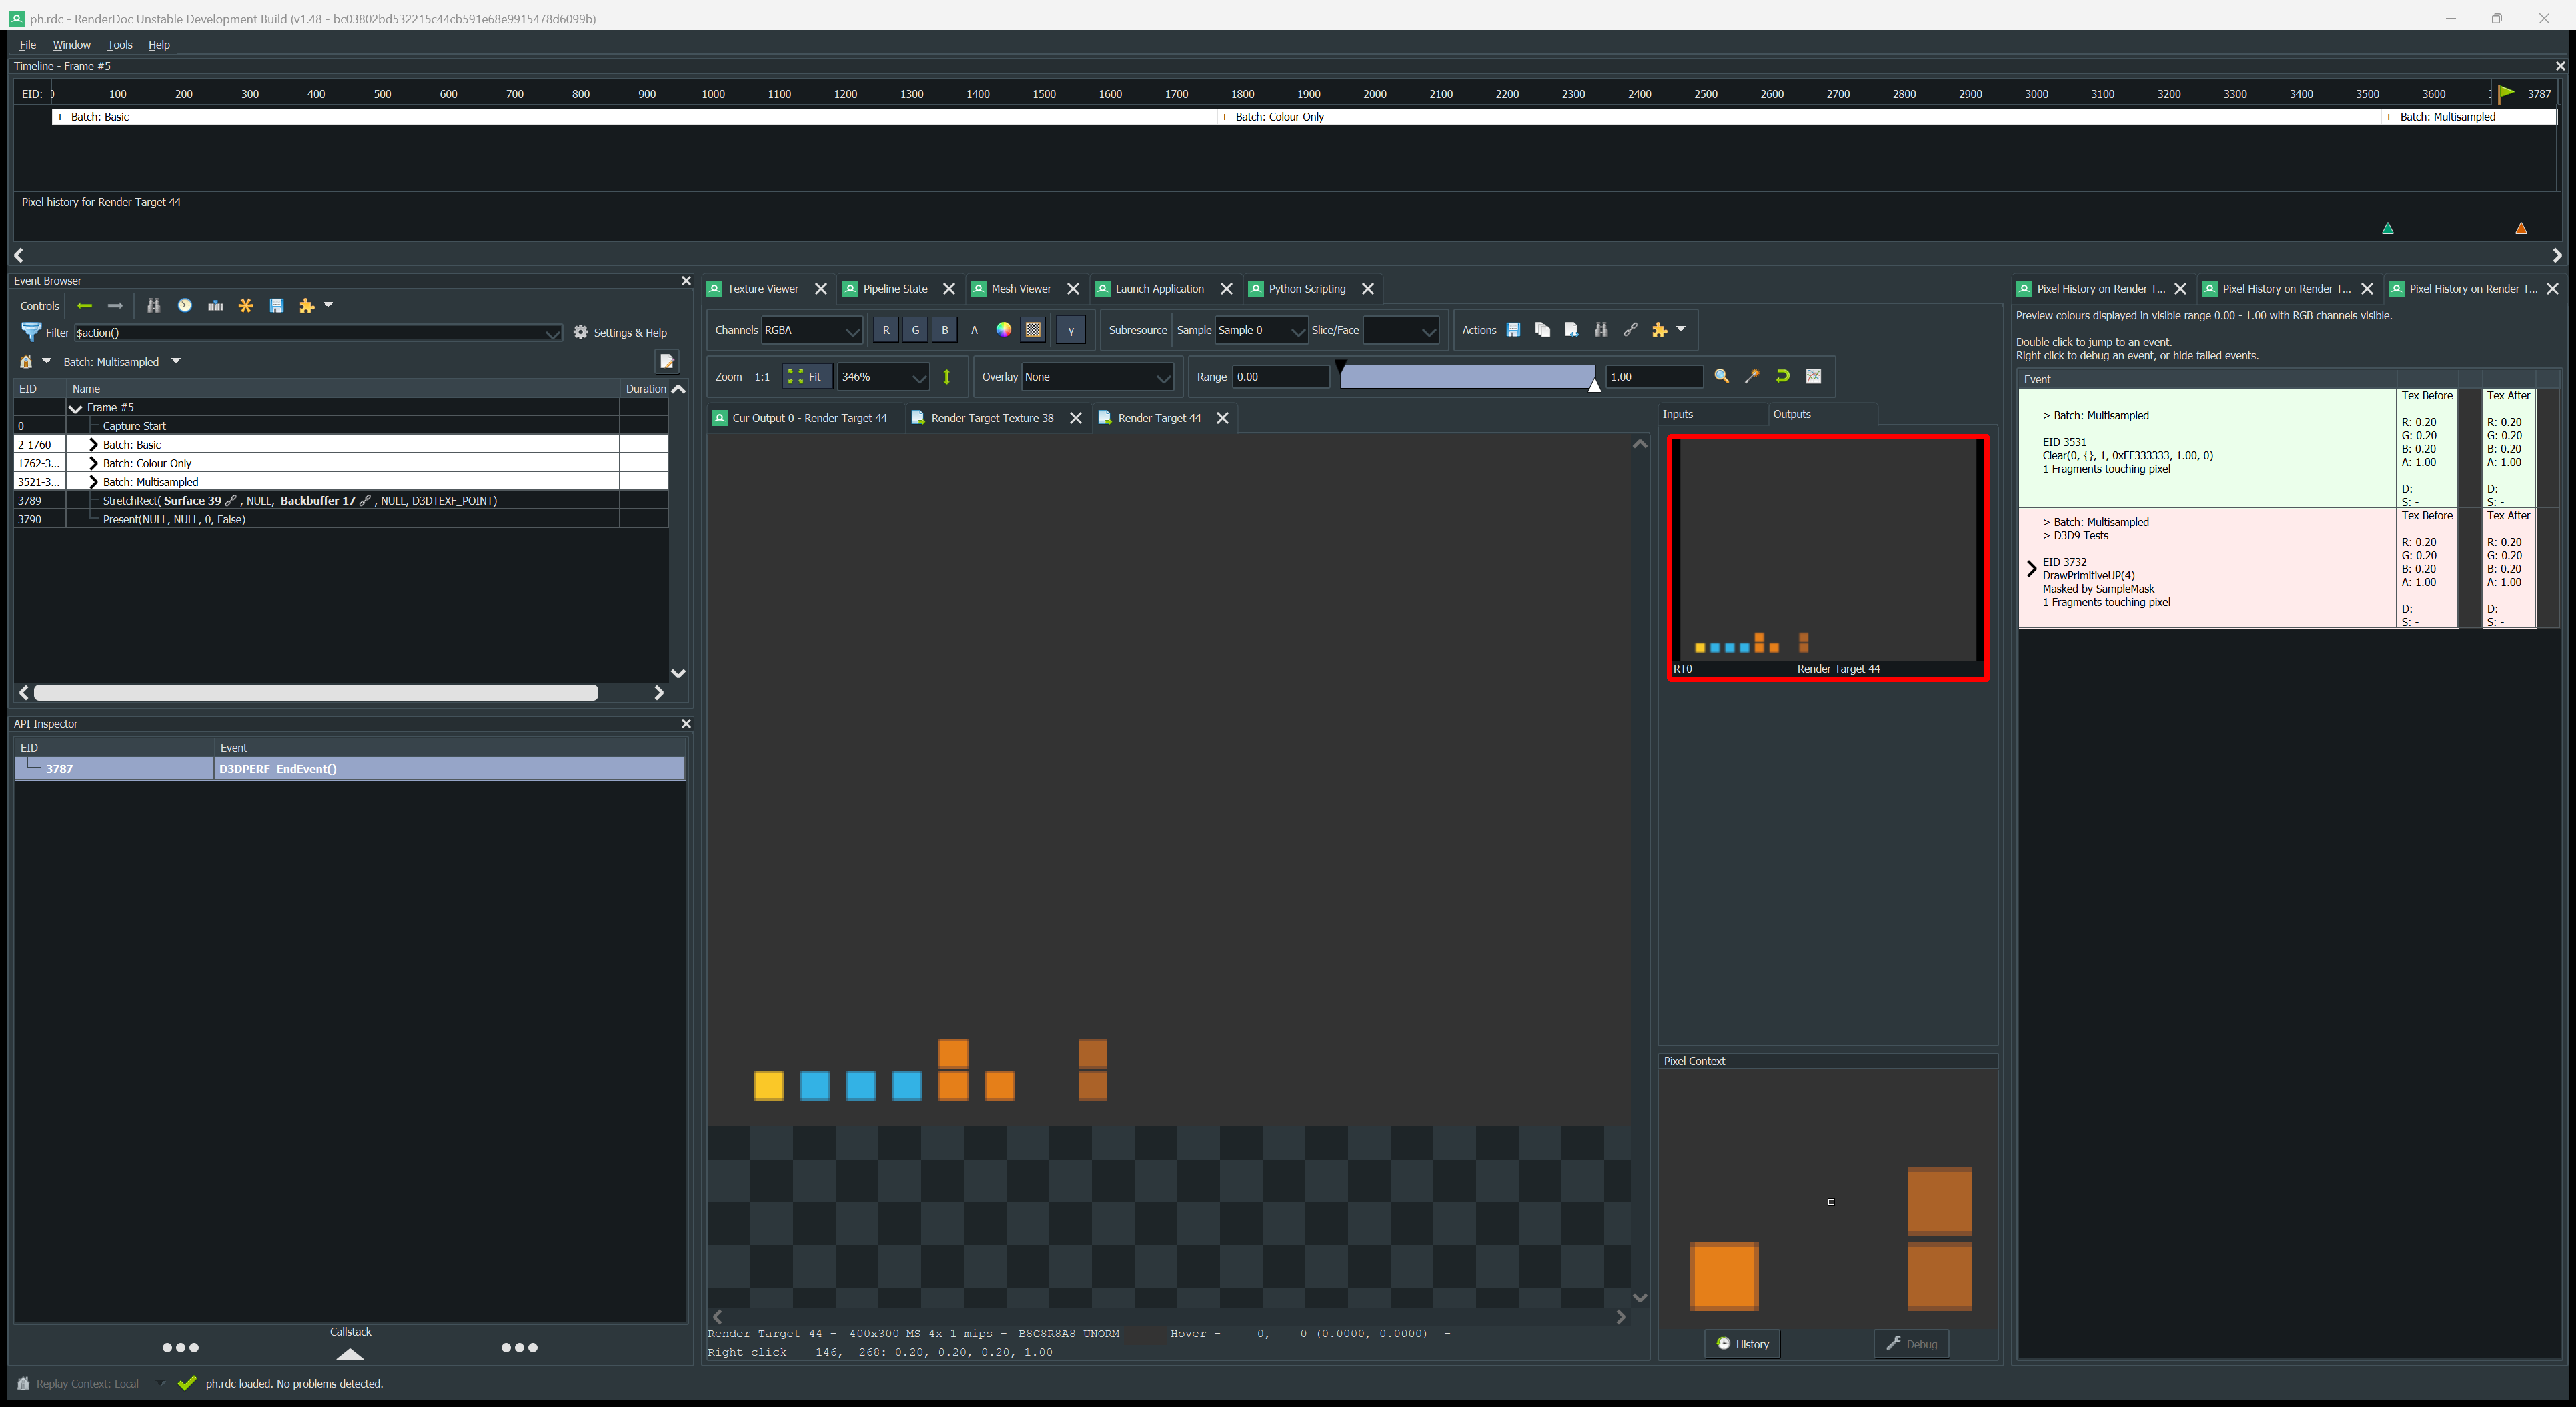 ph.rdc - RenderDoc Unstable Development Build (v1.48 - bc03802bd532215c44cb591e68e9915478d6099b)
File Window Tools Help
Timeline - Frame #5
EID: 100 200 300 400 500 600 700 800 900 1000 1100 1200 1300 1400 1500 1600 1700 1800 1900 2000 2100 2200 2300 2400 2500 2600 2700 2800 2900 3000 3100 3200 3300 3400 3500 3600 3787
+ Batch: Basic + Batch: Colour Only + Batch: Multisampled
Pixel history for Render Target 44
Event Browser
Controls
Filter $action() Settings & Help
Batch: Multisampled
EID Name Duration
Frame #5
0 Capture Start
2-1760 Batch: Basic
1762-3... Batch: Colour Only
3521-3... Batch: Multisampled
3789 StretchRect( Surface 39 , NULL, Backbuffer 17 , NULL, D3DTEXF_POINT)
3790 Present(NULL, NULL, 0, False)
API Inspector
EID Event
3787 D3DPERF_EndEvent()
Callstack
Texture Viewer Pipeline State Mesh Viewer Launch Application Python Scripting
Channels RGBA R G B A γ Subresource Sample Sample 0 Slice/Face Actions
Zoom 1:1 Fit 346% Overlay None Range 0.00 1.00
Cur Output 0 - Render Target 44 Render Target Texture 38 Render Target 44
Render Target 44 - 400x300 MS 4x 1 mips - B8G8R8A8_UNORM Hover - 0, 0 (0.0000, 0.0000) -
Right click - 146, 268: 0.20, 0.20, 0.20, 1.00
Inputs Outputs
RT0 Render Target 44
Pixel Context
History Debug
Pixel History on Render T... Pixel History on Render T... Pixel History on Render T...
Preview colours displayed in visible range 0.00 - 1.00 with RGB channels visible.
Double click to jump to an event.
Right click to debug an event, or hide failed events.
Event
> Batch: Multisampled
EID 3531
Clear(0, {}, 1, 0xFF333333, 1.00, 0)
1 Fragments touching pixel
Tex Before
R: 0.20
G: 0.20
B: 0.20
A: 1.00
D: -
S: -
Tex After
R: 0.20
G: 0.20
B: 0.20
A: 1.00
D: -
S: -
> Batch: Multisampled
> D3D9 Tests
EID 3732
DrawPrimitiveUP(4)
Masked by SampleMask
1 Fragments touching pixel
Tex Before
R: 0.20
G: 0.20
B: 0.20
A: 1.00
D: -
S: -
Tex After
R: 0.20
G: 0.20
B: 0.20
A: 1.00
D: -
S: -
Replay Context: Local ph.rdc loaded. No problems detected.